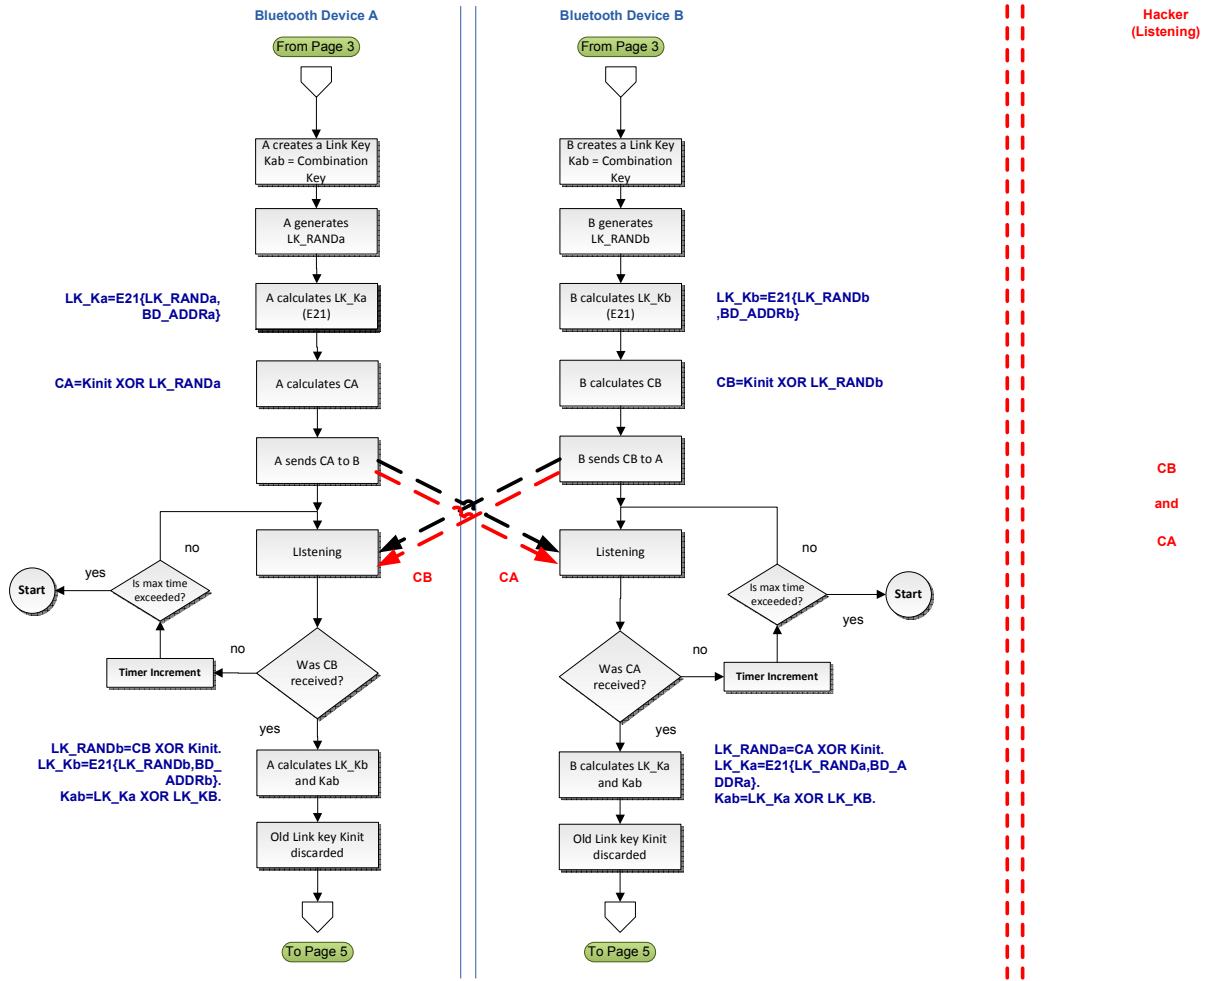 Bluetooth Device A
Bluetooth Device B
Hacker
(Listening)
From Page 3
From Page 3
A creates a Link Key
Kab = Combination
Key
B creates a Link Key
Kab = Combination
Key
A generates
LK_RANDa
B generates
LK_RANDb
LK_Ka=E21{LK_RANDa,
BD_ADDRa}
A calculates LK_Ka
(E21)
B calculates LK_Kb
(E21)
LK_Kb=E21{LK_RANDb
,BD_ADDRb}
CA=Kinit XOR LK_RANDa
A calculates CA
B calculates CB
CB=Kinit XOR LK_RANDb
A sends CA to B
B sends CB to A
CB
and
CA
LIstening
Listening
no
no
CB
CA
Start
yes
Is max time
exceeded?
Is max time
exceeded?
yes
Start
Timer Increment
no
Was CB
received?
Was CA
received?
no
Timer Increment
yes
yes
LK_RANDb=CB XOR Kinit.
LK_Kb=E21{LK_RANDb,BD_
ADDRb}.
Kab=LK_Ka XOR LK_KB.
A calculates LK_Kb
and Kab
B calculates LK_Ka
and Kab
LK_RANDa=CA XOR Kinit.
LK_Ka=E21{LK_RANDa,BD_A
DDRa}.
Kab=LK_Ka XOR LK_KB.
Old Link key Kinit
discarded
Old Link key Kinit
discarded
To Page 5
To Page 5